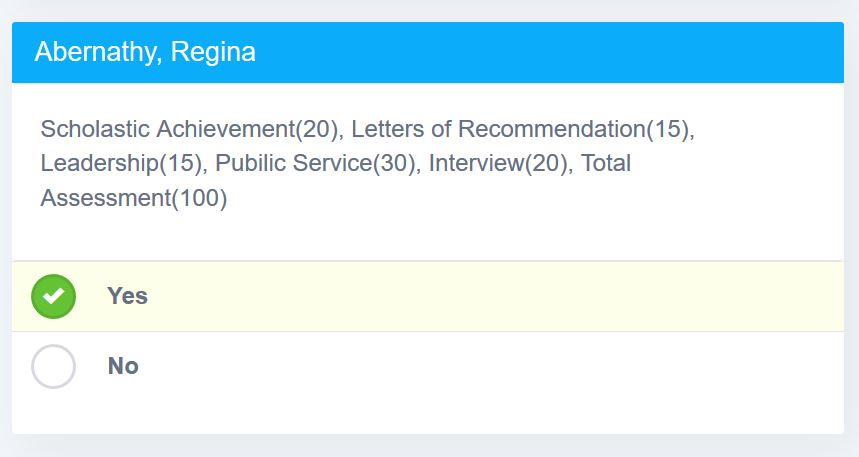 Abernathy, Regina
Scholastic Achievement(20), Letters of Recommendation(15),
Leadership(15), Pubilic Service(30), Interview(20), Total
Assessment(100)
Yes
No